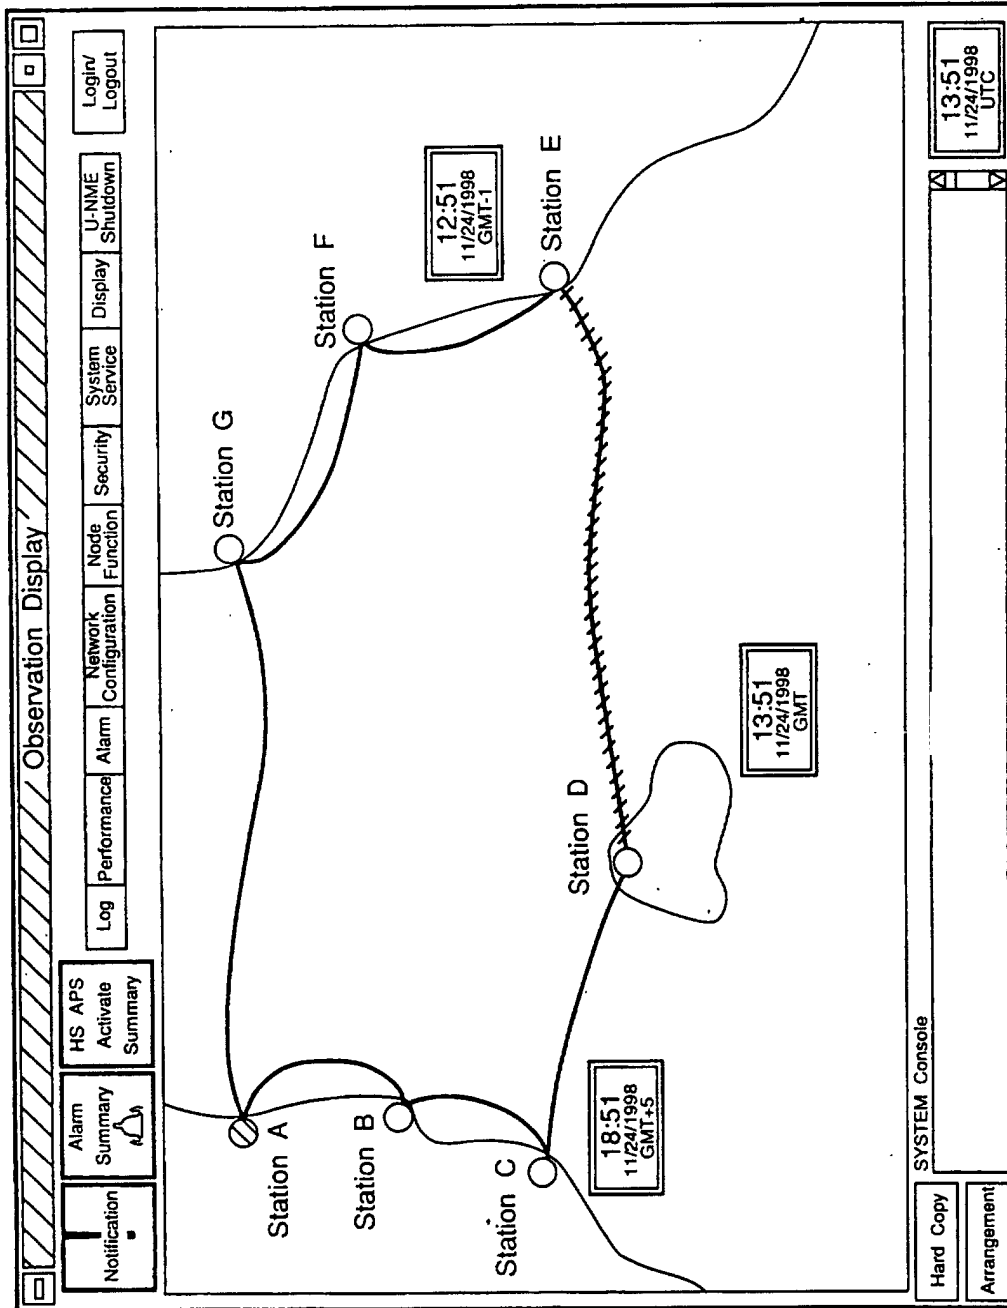 Observation Display
Notification
Alarm
Summary
HS APS
Activate
Summary
Log
Performance
Alarm
Network
Configuration
Node
Function
Security
System
Service
Display
U-NME
Shutdown
Login/
Logout
Station A
Station B
Station C
Station D
Station E
Station F
Station G
18:51
11/24/1998
GMT+5
13:51
11/24/1998
GMT
12:51
11/24/1998
GMT-1
SYSTEM Console
Hard Copy
Arrangement
13:51
11/24/1998
UTC